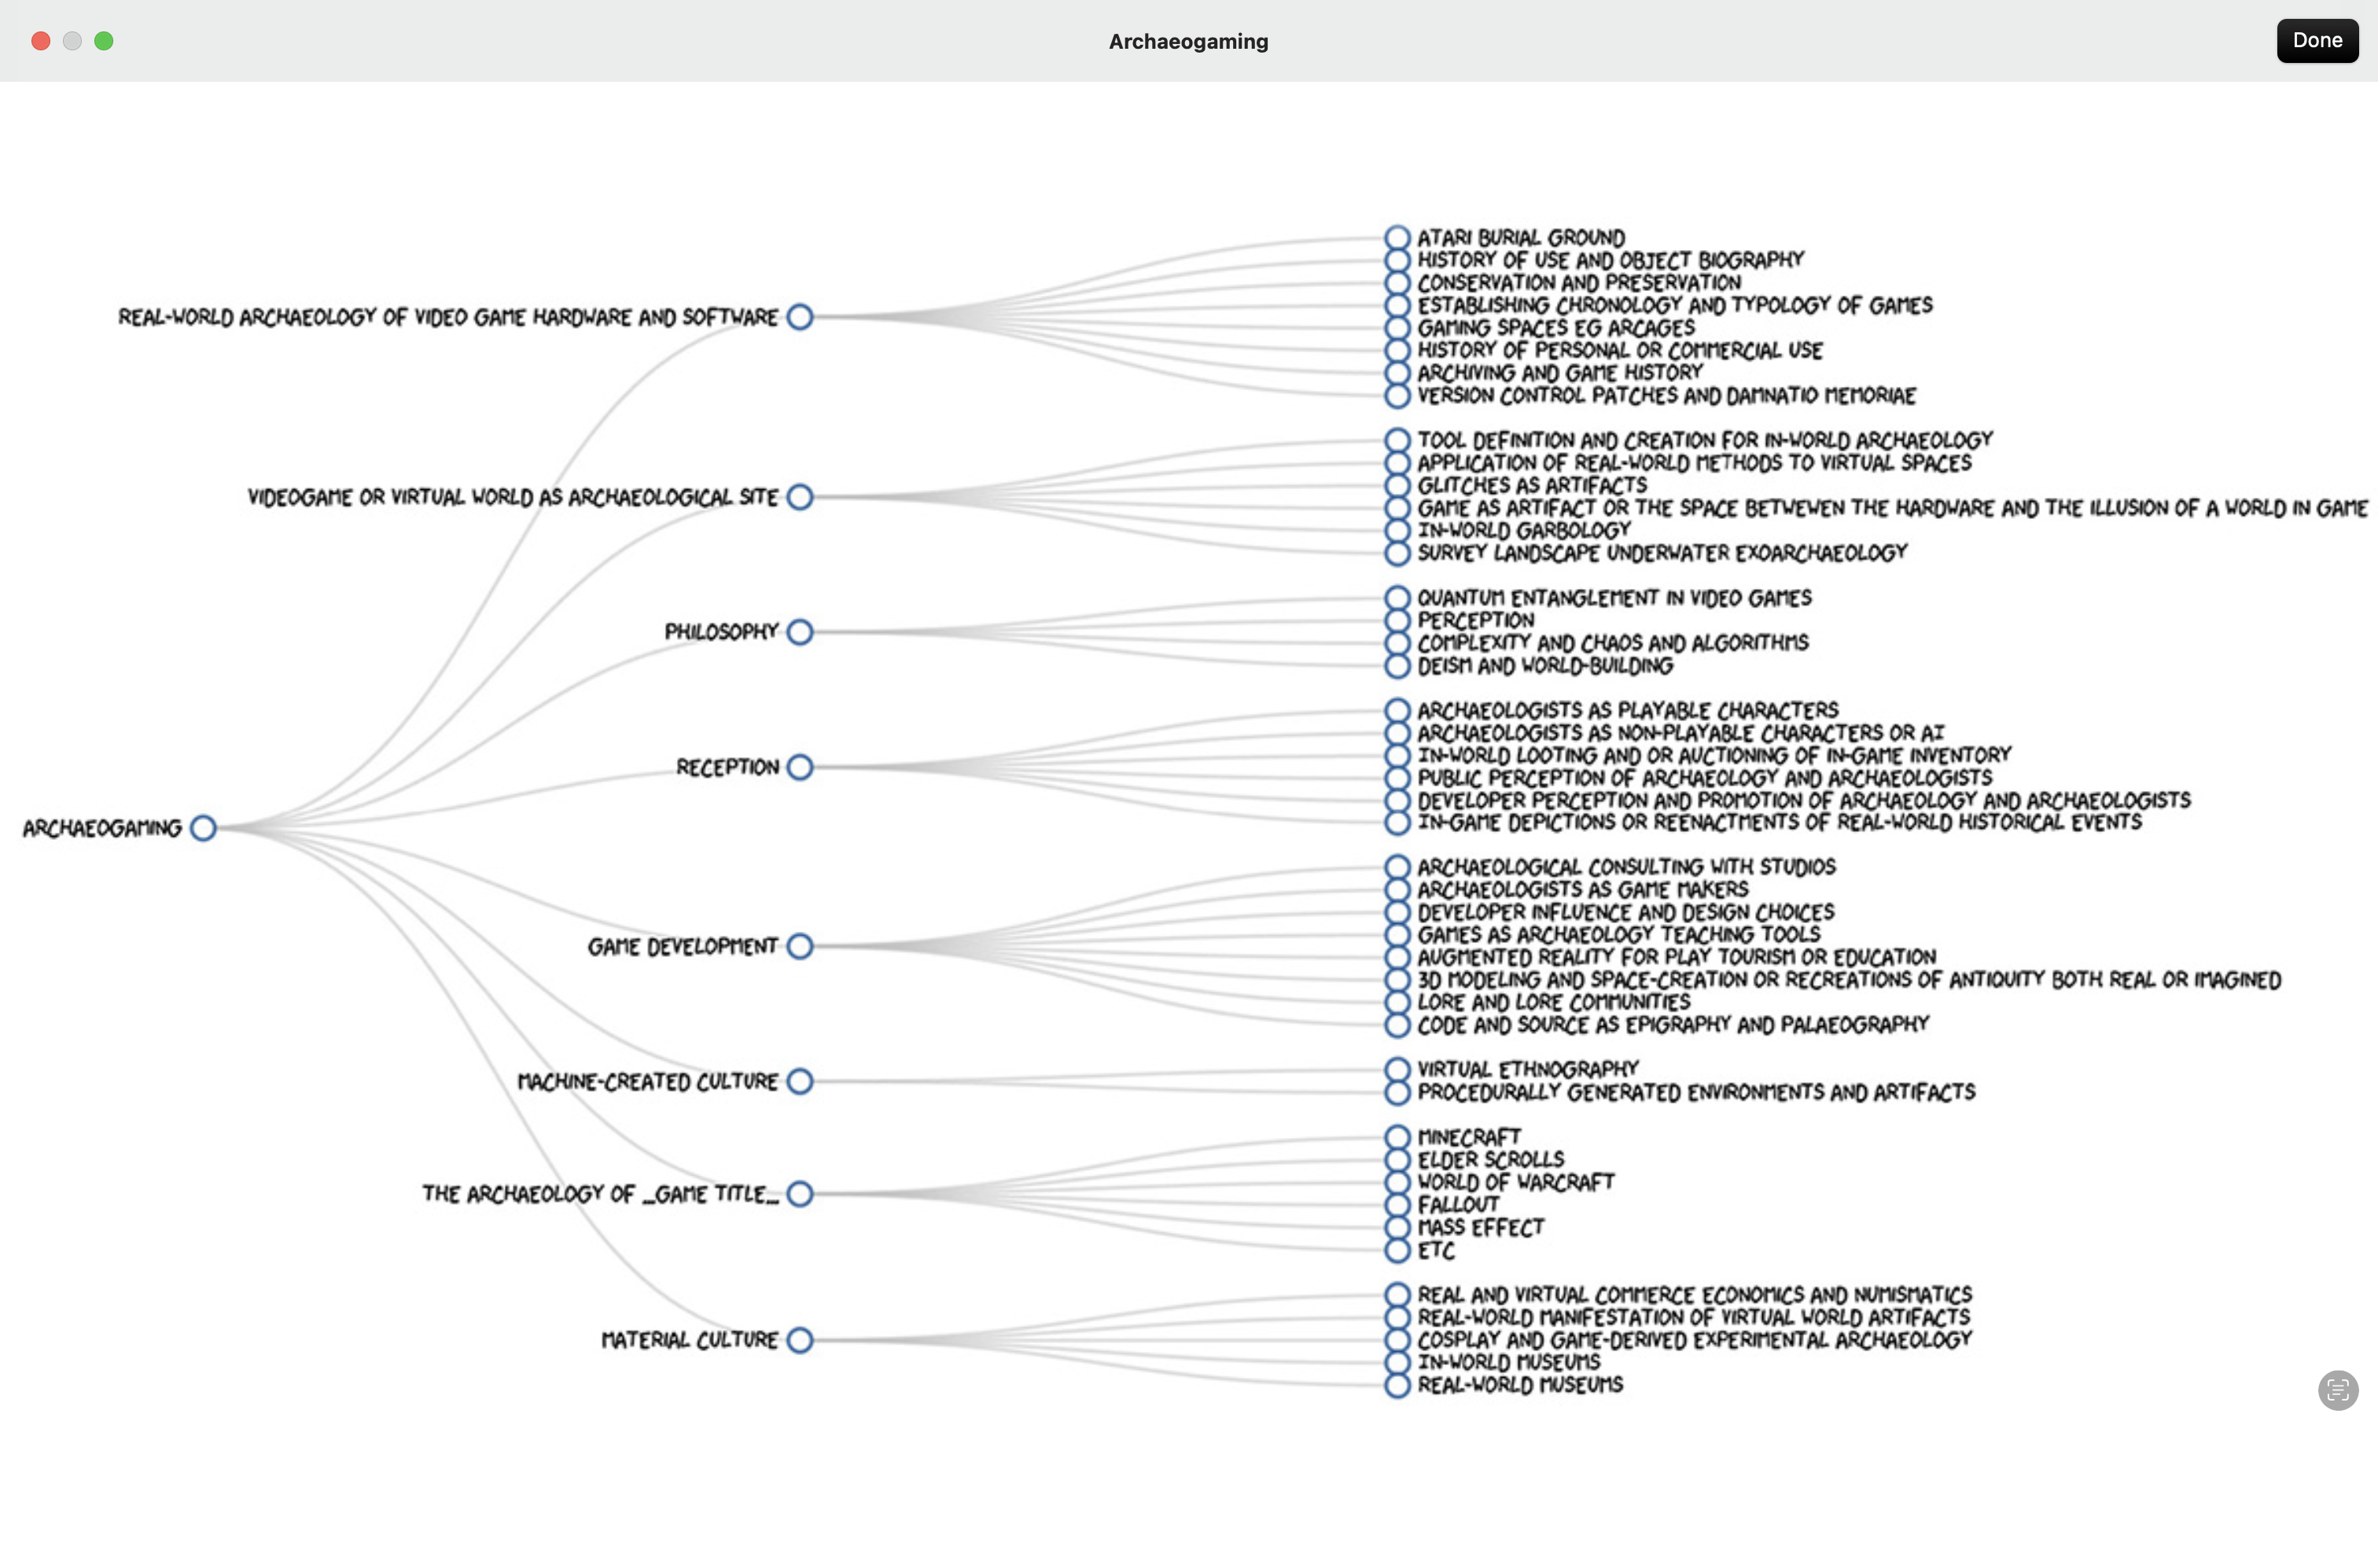 Archaeogaming
Done
ATARI BURIAL GROUND
HISTORY OF USE AND OBJECT BIOGRAPHY
CONSERVATION AND PRESERVATION
REAL-WORLD ARCHAEOLOGY OF VIDEO GAME HARDWARE AND SOFTWARE
ESTABLISHING CHRONOLOGY AND TYPOLOGY OF GAMES
GAMING SPACES EG ARCAGES
HISTORY OF PERSONAL OR COMMERCIAL USE
ARCHIVING AND GAME HISTORY
VERSION CONTROL PATCHES AND DAMNATIO MEMORIAE
TOOL DEFINITION AND CREATION FOR IN-WORLD ARCHAEOLOGY
APPLICATION OF REAL-WORLD METHODS TO VIRTUAL SPACES
GLITCHES AS ARTIFACTS
VIDEOGAME OR VIRTUAL WORLD AS ARCHAEOLOGICAL SITE
GAME AS ARTIFACT OR THE SPACE BETWEWEN THE HARDWARE AND THE ILLUSION OF A WORLD IN GAME
IN-WORLD GARBOLOGY
SURVEY LANDSCAPE UNDERWATER EXOARCHAEOLOGY
QUANTUM ENTANGLEMENT IN VIDEO GAMES
PERCEPTION
PHILOSOPHY
COMPLEXITY AND CHAOS AND ALGORITHMS
DEISM AND WORLD-BUILDING
ARCHAEOLOGISTS AS PLAYABLE CHARACTERS
ARCHAEOLOGISTS AS NON-PLAYABLE CHARACTERS OR AI
IN-WORLD LOOTING AND OR AUCTIONING OF IN-GAME INVENTORY
RECEPTION
PUBLIC PERCEPTION OF ARCHAEOLOGY AND ARCHAEOLOGISTS
DEVELOPER PERCEPTION AND PROMOTION OF ARCHAEOLOGY AND ARCHAEOLOGISTS
IN-GAME DEPICTIONS OR REENACTMENTS OF REAL-WORLD HISTORICAL EVENTS
ARCHAEOGAMING
ARCHAEOLOGICAL CONSULTING WITH STUDIOS
ARCHAEOLOGISTS AS GAME MAKERS
DEVELOPER INFLUENCE AND DESIGN CHOICES
GAMES AS ARCHAEOLOGY TEACHING TOOLS
GAME DEVELOPMENT
AUGMENTED REALITY FOR PLAY TOURISM OR EDUCATION
3D MODELING AND SPACE-CREATION OR RECREATIONS OF ANTIQUITY BOTH REAL OR IMAGINED
LORE AND LORE COMMUNITIES
CODE AND SOURCE AS EPIGRAPHY AND PALAEOGRAPHY
VIRTUAL ETHNOGRAPHY
MACHINE-CREATED CULTURE
PROCEDURALLY GENERATED ENVIRONMENTS AND ARTIFACTS
MINECRAFT
ELDER SCROLLS
WORLD OF WARCRAFT
THE ARCHAEOLOGY OF ...GAME TITLE...
FALLOUT
MASS EFFECT
ETC
REAL AND VIRTUAL COMMERCE ECONOMICS AND NUMISMATICS
REAL-WORLD MANIFESTATION OF VIRTUAL WORLD ARTIFACTS
MATERIAL CULTURE
COSPLAY AND GAME-DERIVED EXPERIMENTAL ARCHAEOLOGY
IN-WORLD MUSEUMS
REAL-WORLD MUSEUMS